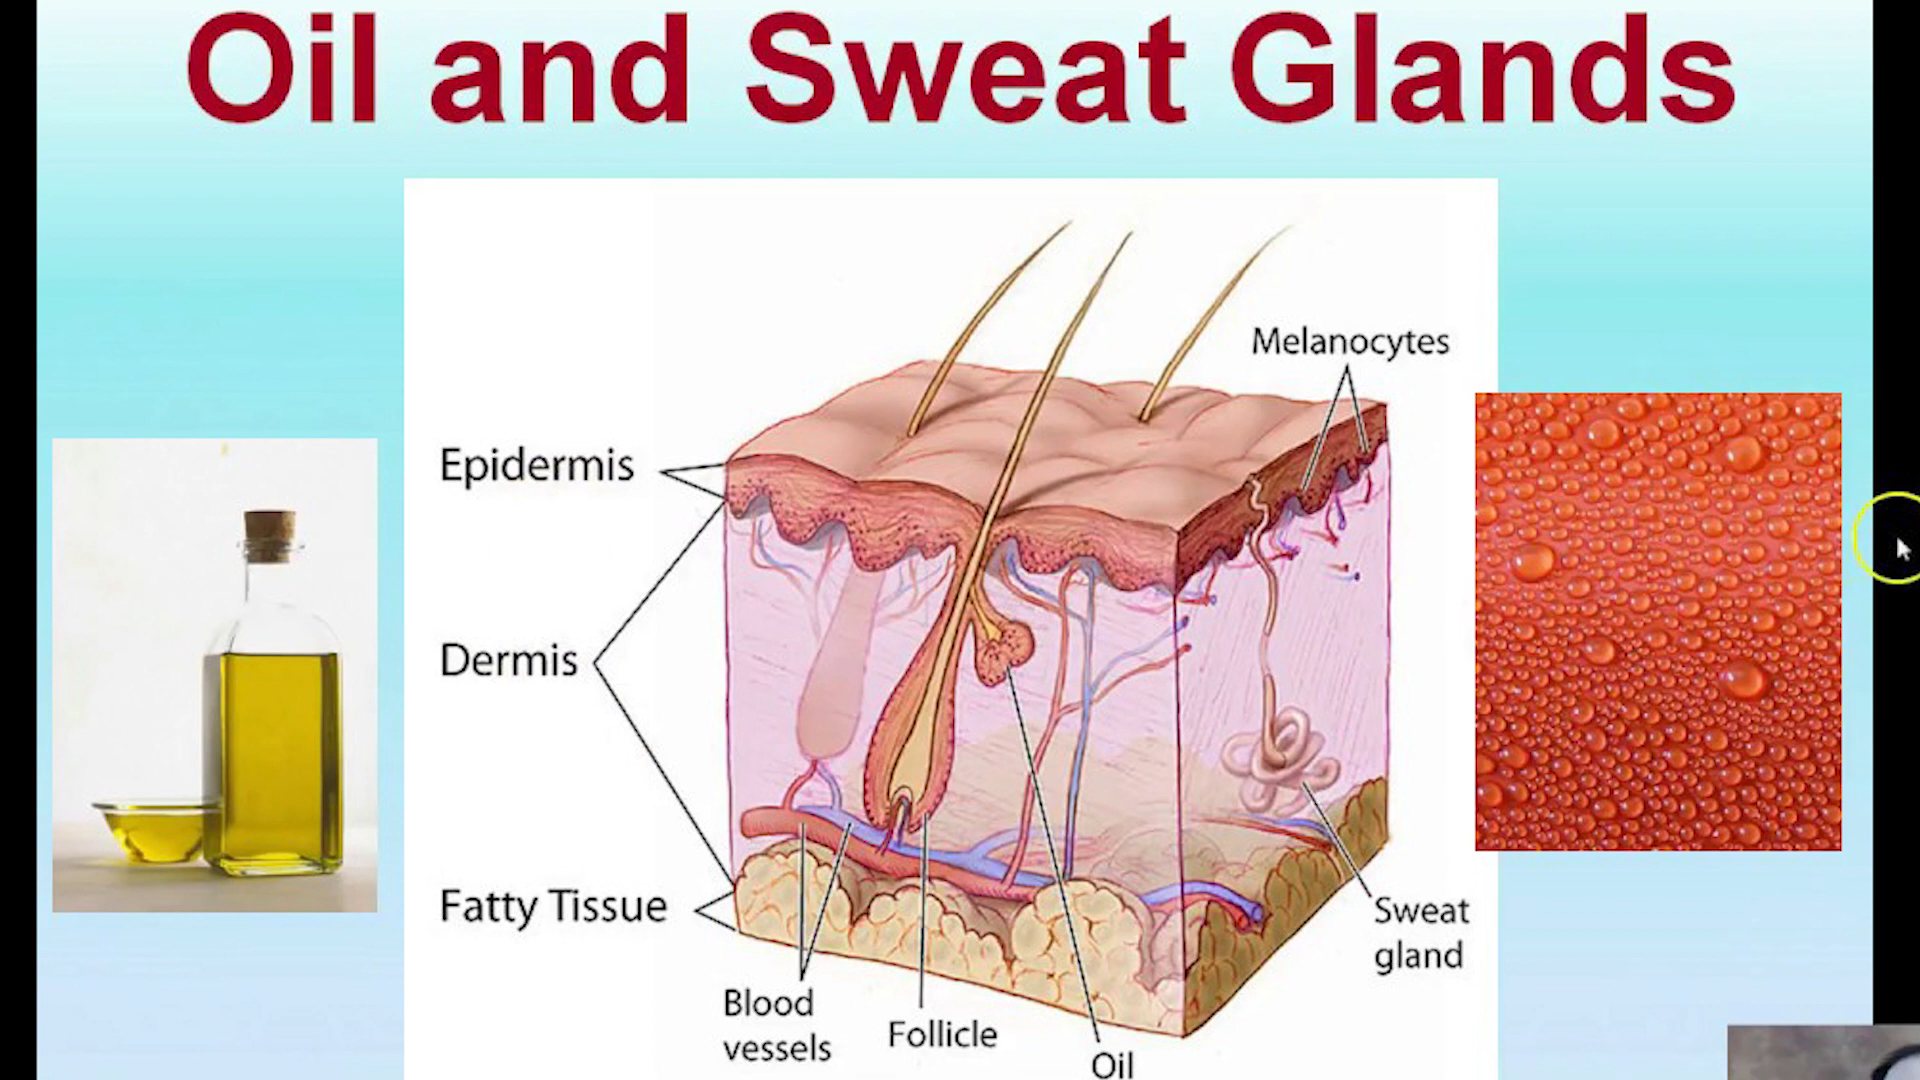 Oil and Sweat Glands
Melanocytes
Epidermis
Dermis
Fatty Tissue
Sweat
gland
Blood
vessels
Follicle
Oil